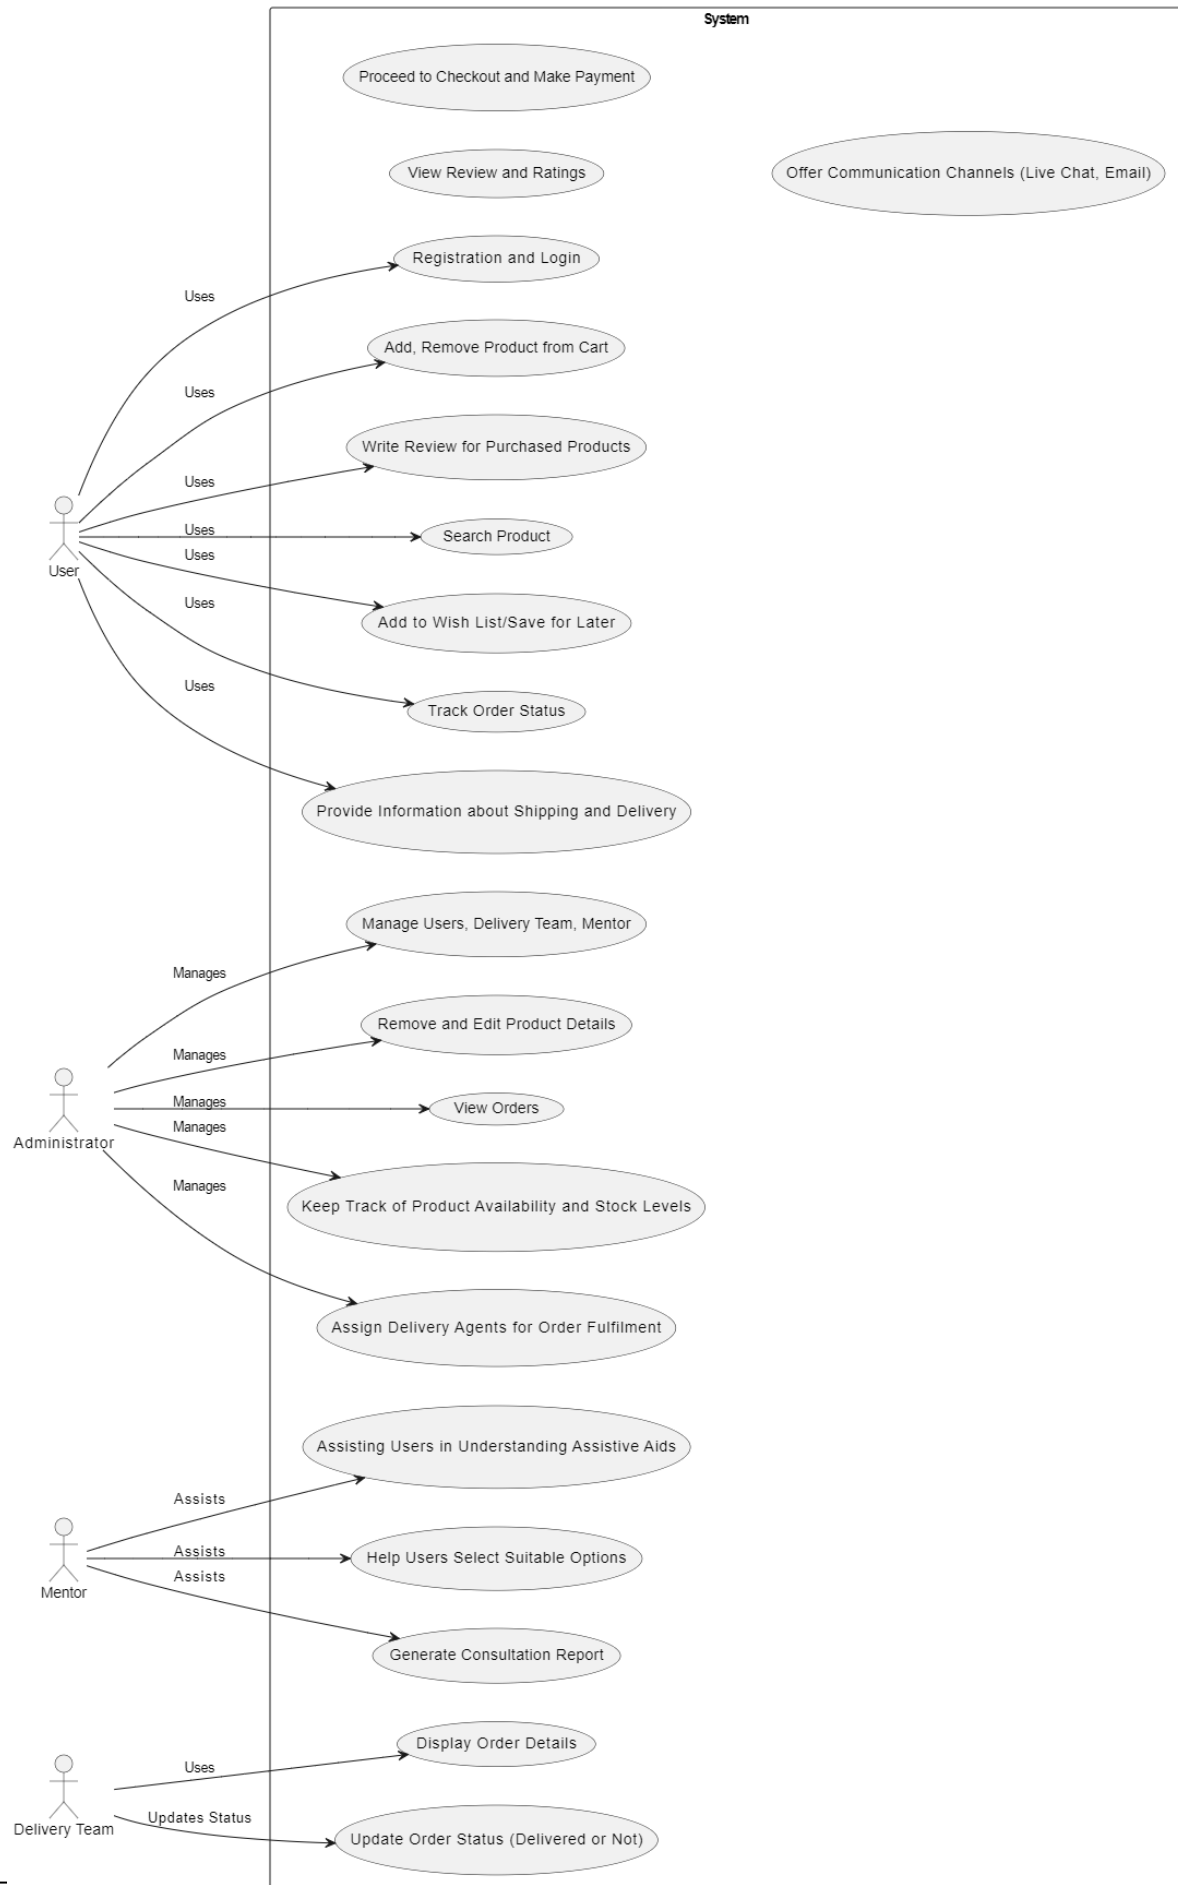 System
Proceed to Checkout and Make Payment
View Review and Ratings
Offer Communication Channels (Live Chat, Email)
Registration and Login
Uses
Add, Remove Product from Cart
Uses
Write Review for Purchased Products
Uses
Uses
Search Product
Uses
User
Uses
Add to Wish List/Save for Later
Uses
Track Order Status
Provide Information about Shipping and Delivery
Manage Users, Delivery Team, Mentor
Manages
Remove and Edit Product Details
Manages
Manages
View Orders
Manages
Administrator
Manages
Keep Track of Product Availability and Stock Levels
Assign Delivery Agents for Order Fulfilment
Assisting Users in Understanding Assistive Aids
Assists
Assists
Help Users Select Suitable Options
Assists
Mentor
Generate Consultation Report
Display Order Details
Uses
Updates Status
Delivery Team
Update Order Status (Delivered or Not)